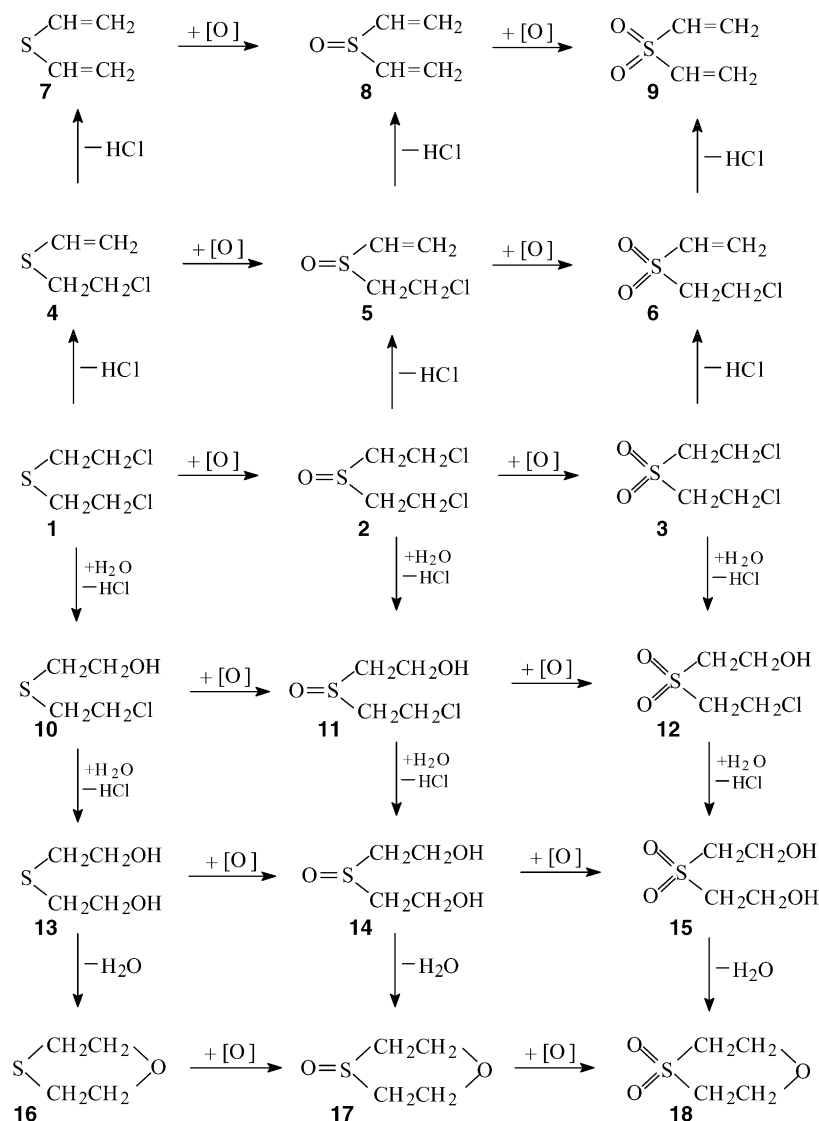 CH=CH2 CH=CH2 CH=CH2
S + [O] O=S + [O] O S O
CH=CH2 CH=CH2 CH=CH2
7 8 9
−HCl −HCl −HCl
CH=CH2 CH=CH2 CH=CH2
S + [O] O=S + [O] O S O
CH2CH2Cl CH2CH2Cl CH2CH2Cl
4 5 6
−HCl −HCl −HCl
CH2CH2Cl CH2CH2Cl CH2CH2Cl
S + [O] O=S + [O] O S O
CH2CH2Cl CH2CH2Cl CH2CH2Cl
1 2 3
+H2O +H2O +H2O
−HCl −HCl −HCl
CH2CH2OH CH2CH2OH CH2CH2OH
S + [O] O=S + [O] O S O
CH2CH2Cl CH2CH2Cl CH2CH2Cl
10 11 12
+H2O +H2O +H2O
−HCl −HCl −HCl
CH2CH2OH CH2CH2OH CH2CH2OH
S + [O] O=S + [O] O S O
CH2CH2OH CH2CH2OH CH2CH2OH
13 14 15
−H2O −H2O −H2O
CH2CH2 CH2CH2 CH2CH2
S O + [O] O=S O + [O] O S O O
CH2CH2 CH2CH2 CH2CH2
16 17 18